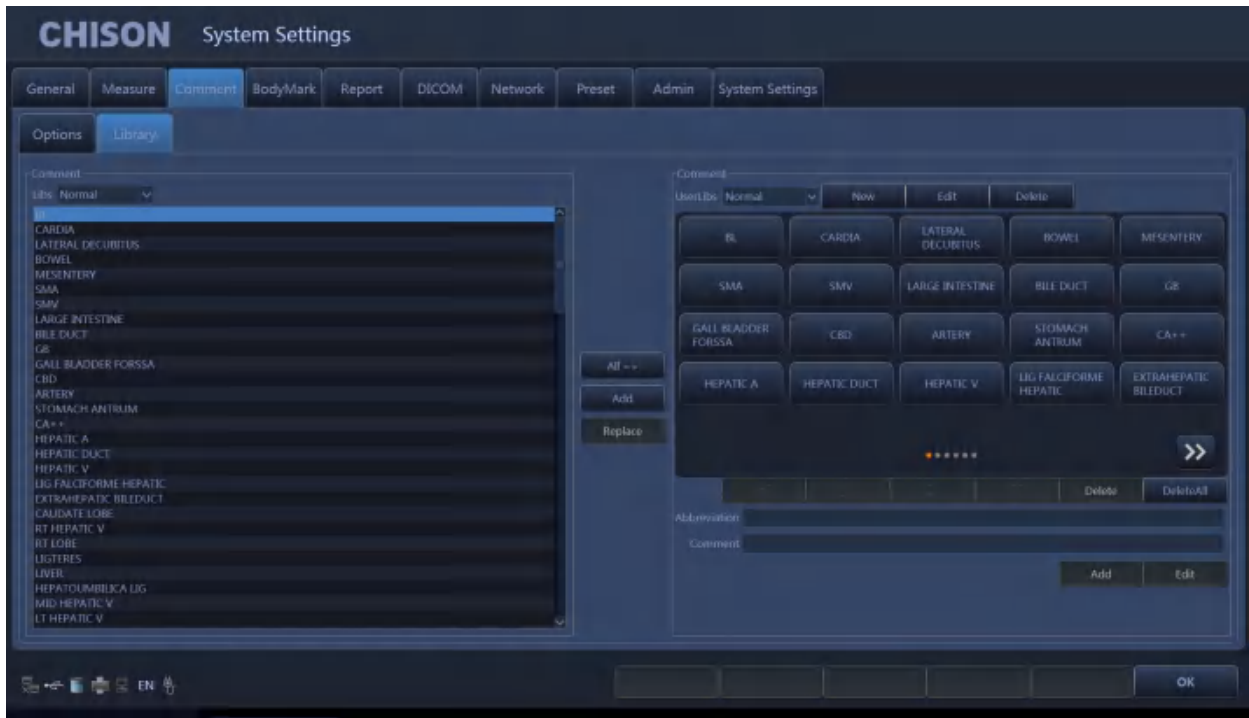 CHISON System Settings
General Measure Comment BodyMark Report DICOM Network Preset Admin System Settings
Options Library
Comment
Libs Normal
BL
CARDIA
LATERAL DECUBITUS
BOWEL
MESENTERY
SMA
SMV
LARGE INTESTINE
BILE DUCT
GB
GALL BLADDER FORSSA
CBD
ARTERY
STOMACH ANTRUM
CA++
HEPATIC A
HEPATIC DUCT
HEPATIC V
LIG FALCIFORME HEPATIC
EXTRAHEPATIC BILEDUCT
CAUDATE LOBE
RT HEPATIC V
RT LOBE
LIGTERES
LIVER
HEPATOUMBILICA LIG
MID HEPATIC V
LT HEPATIC V
All
Add
Replace
Comment
UserLibs Normal New Edit Delete
BL CARDIA LATERAL DECUBITUS BOWEL MESENTERY
SMA SMV LARGE INTESTINE BILE DUCT GB
GALL BLADDER FORSSA CBD ARTERY STOMACH ANTRUM CA++
HEPATIC A HEPATIC DUCT HEPATIC V LIG FALCIFORME HEPATIC EXTRAHEPATIC BILEDUCT
>>
Delete DeleteAll
Abbreviation
Comment
Add Edit
EN OK